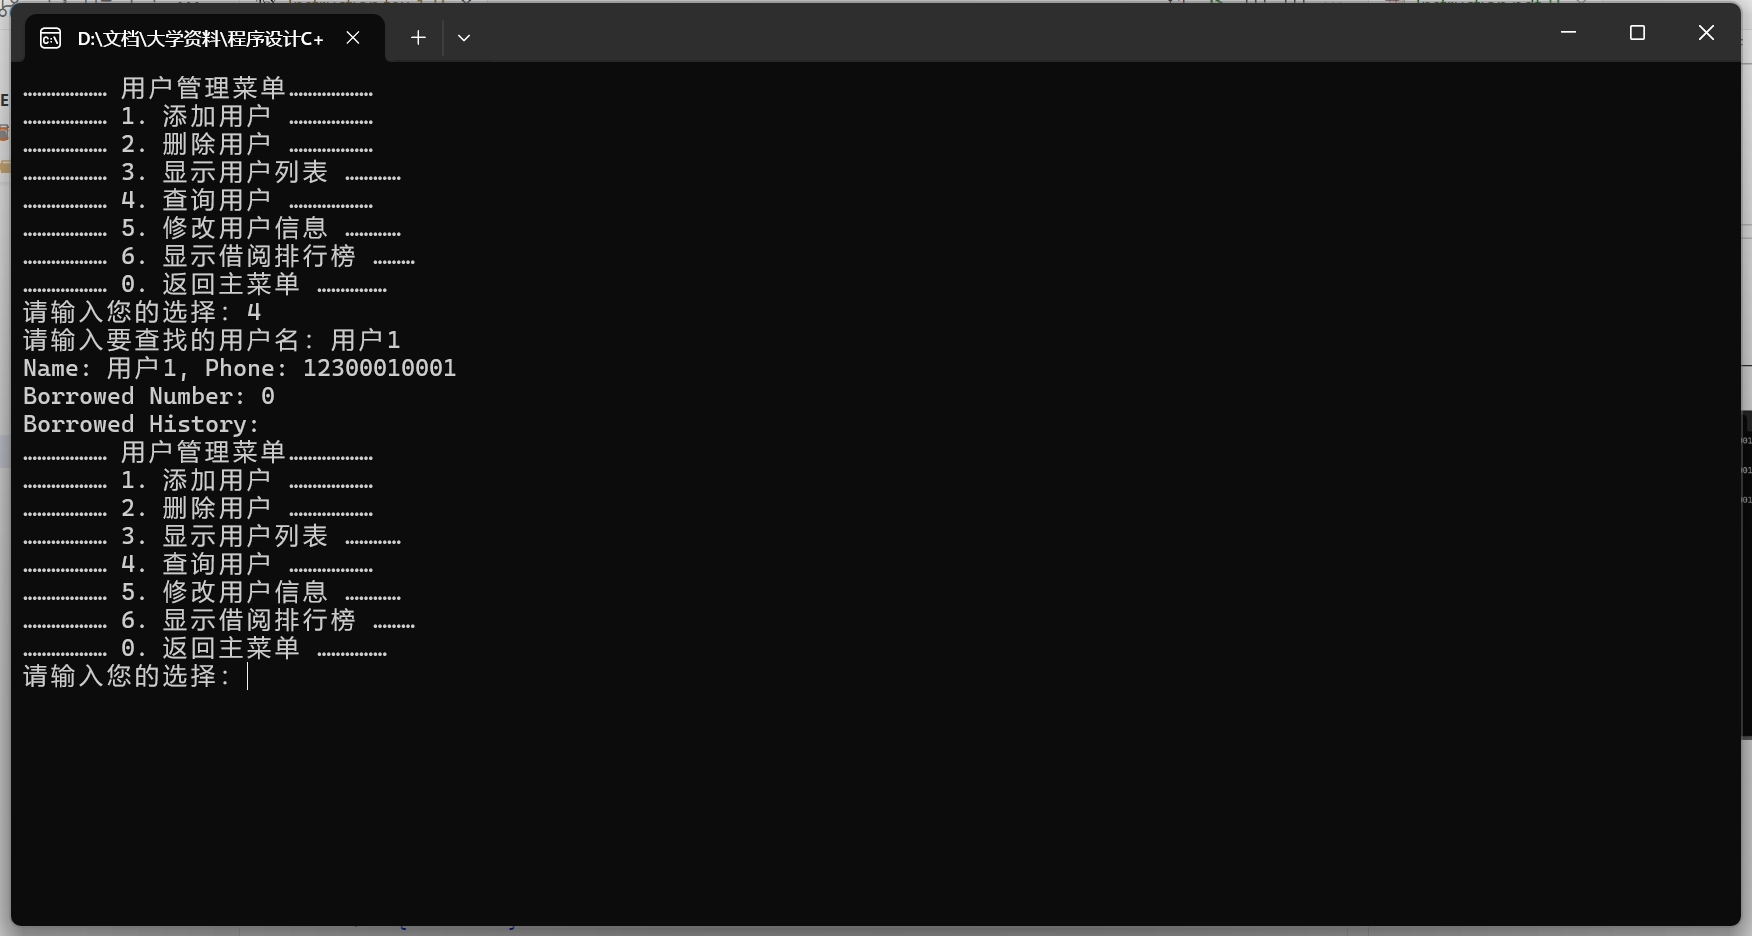 D:\文档\大学资料\程序设计C+
……………… 用户管理菜单………………
……………… 1. 添加用户 ………………
……………… 2. 删除用户 ………………
……………… 3. 显示用户列表 …………
……………… 4. 查询用户 ………………
……………… 5. 修改用户信息 …………
……………… 6. 显示借阅排行榜 ………
……………… 0. 返回主菜单 ……………
请输入您的选择: 4
请输入要查找的用户名: 用户1
Name: 用户1, Phone: 12300010001
Borrowed Number: 0
Borrowed History:
……………… 用户管理菜单………………
……………… 1. 添加用户 ………………
……………… 2. 删除用户 ………………
……………… 3. 显示用户列表 …………
……………… 4. 查询用户 ………………
……………… 5. 修改用户信息 …………
……………… 6. 显示借阅排行榜 ………
……………… 0. 返回主菜单 ……………
请输入您的选择: